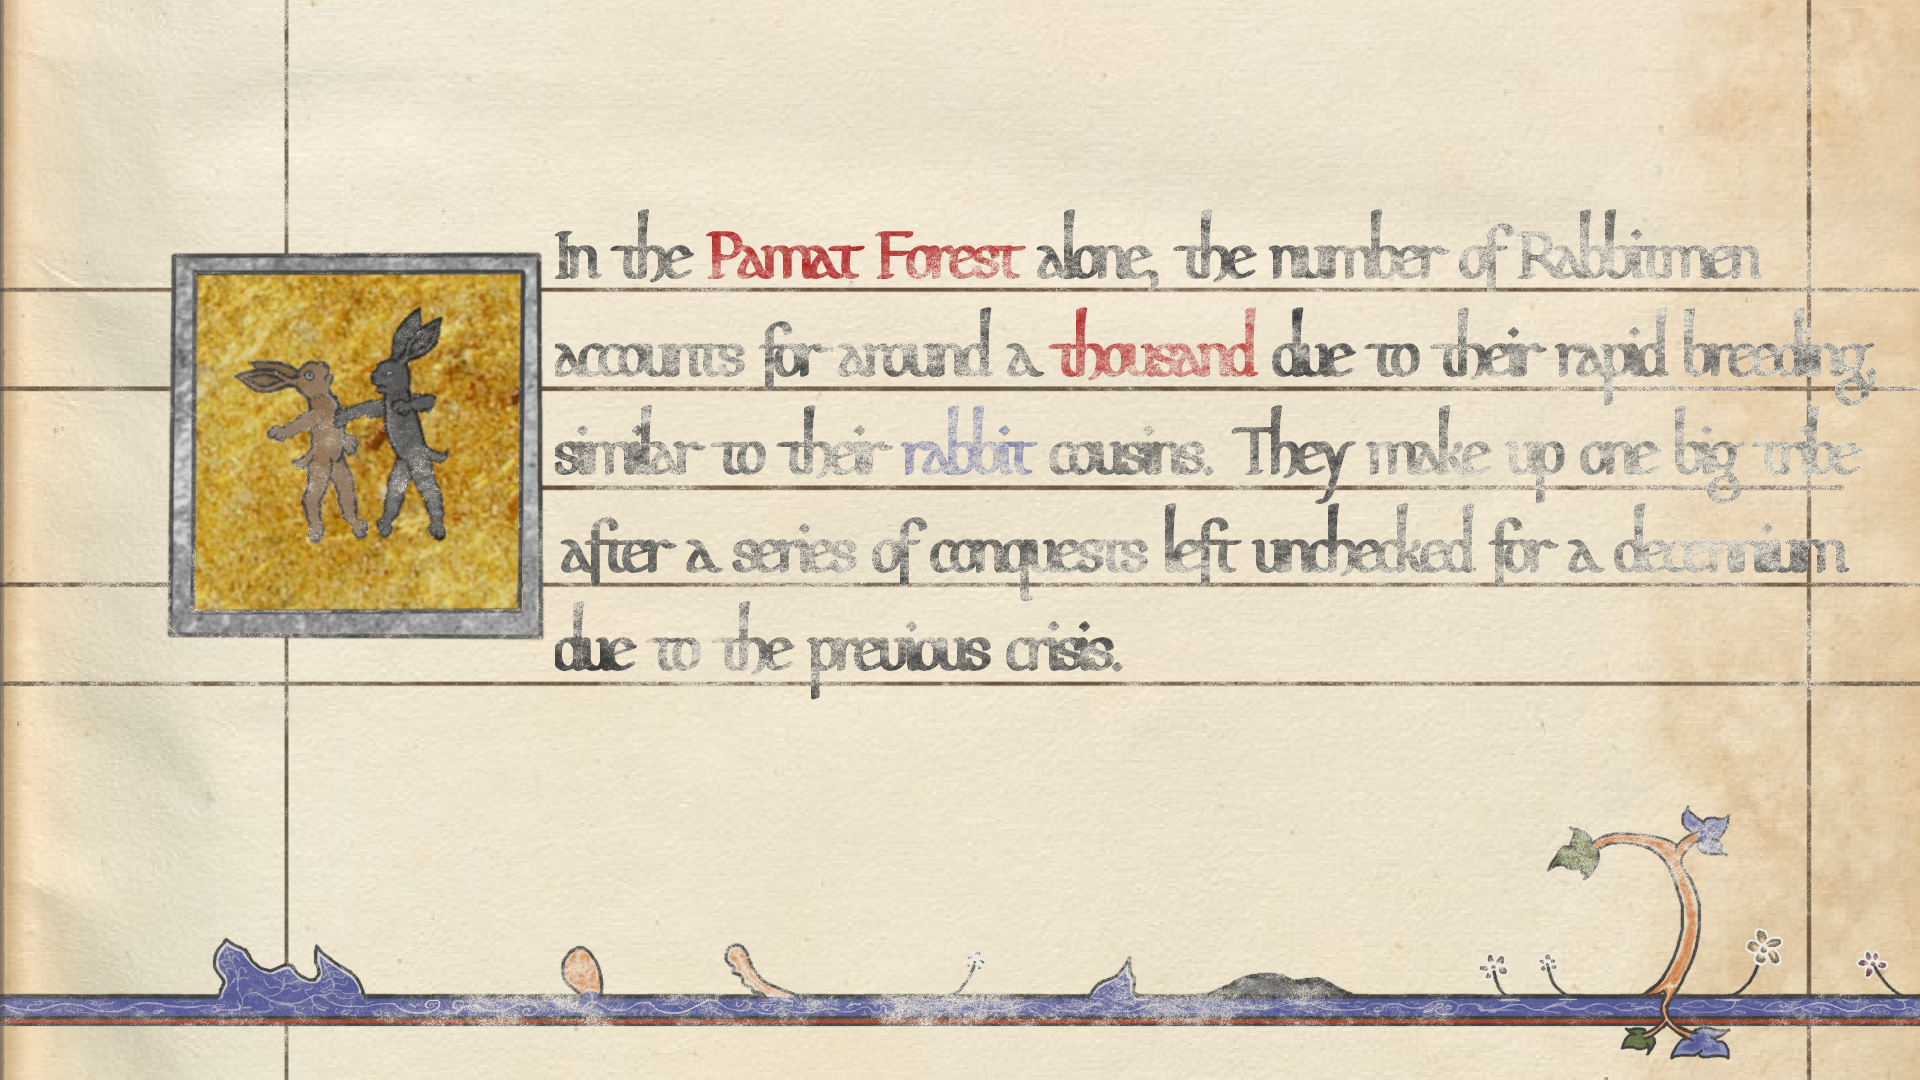 In the Pamat Forest alone, the number of Rabbitmen
accounts for around a thousand due to their rapid breeding,
similar to their rabbit cousins. They make up one big tribe
after a series of conquests left unchecked for a decennium
due to the previous crisis.